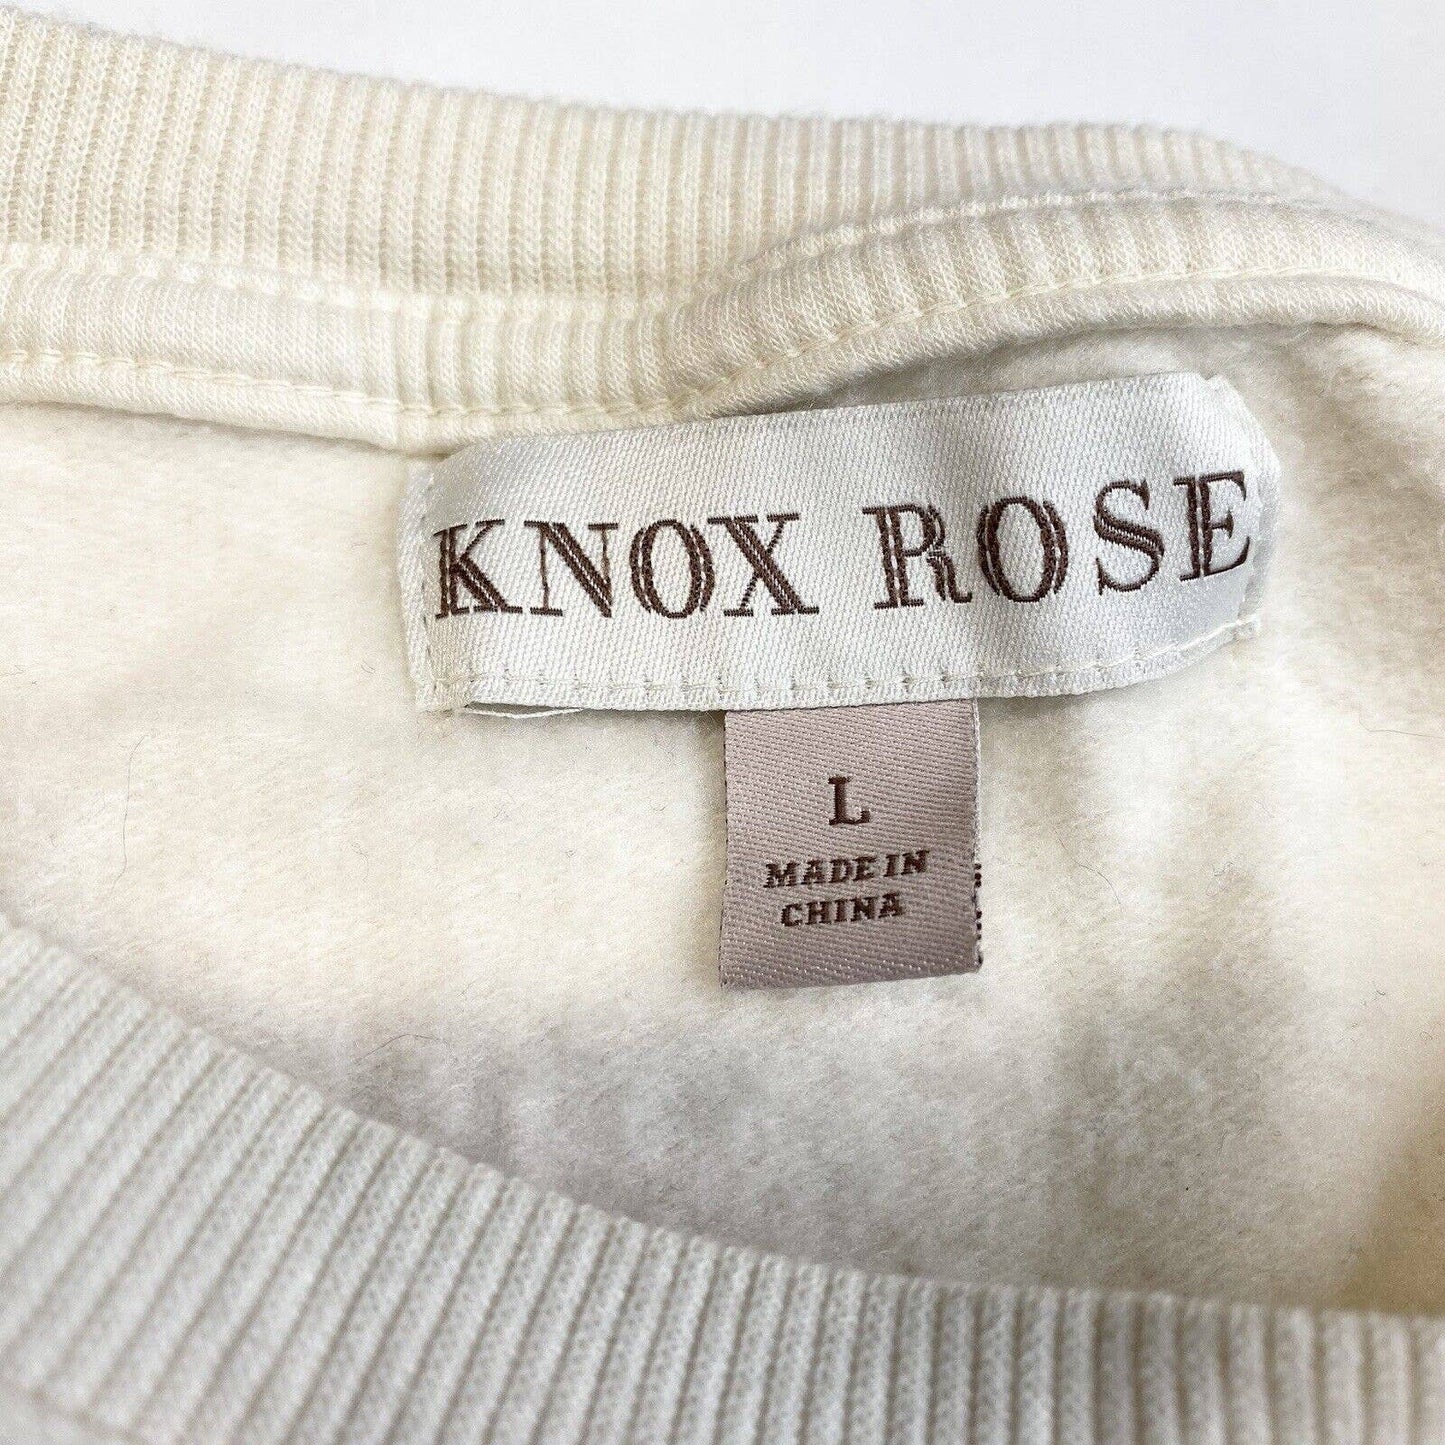 KNOX ROSE
L
MADE IN
CHINA